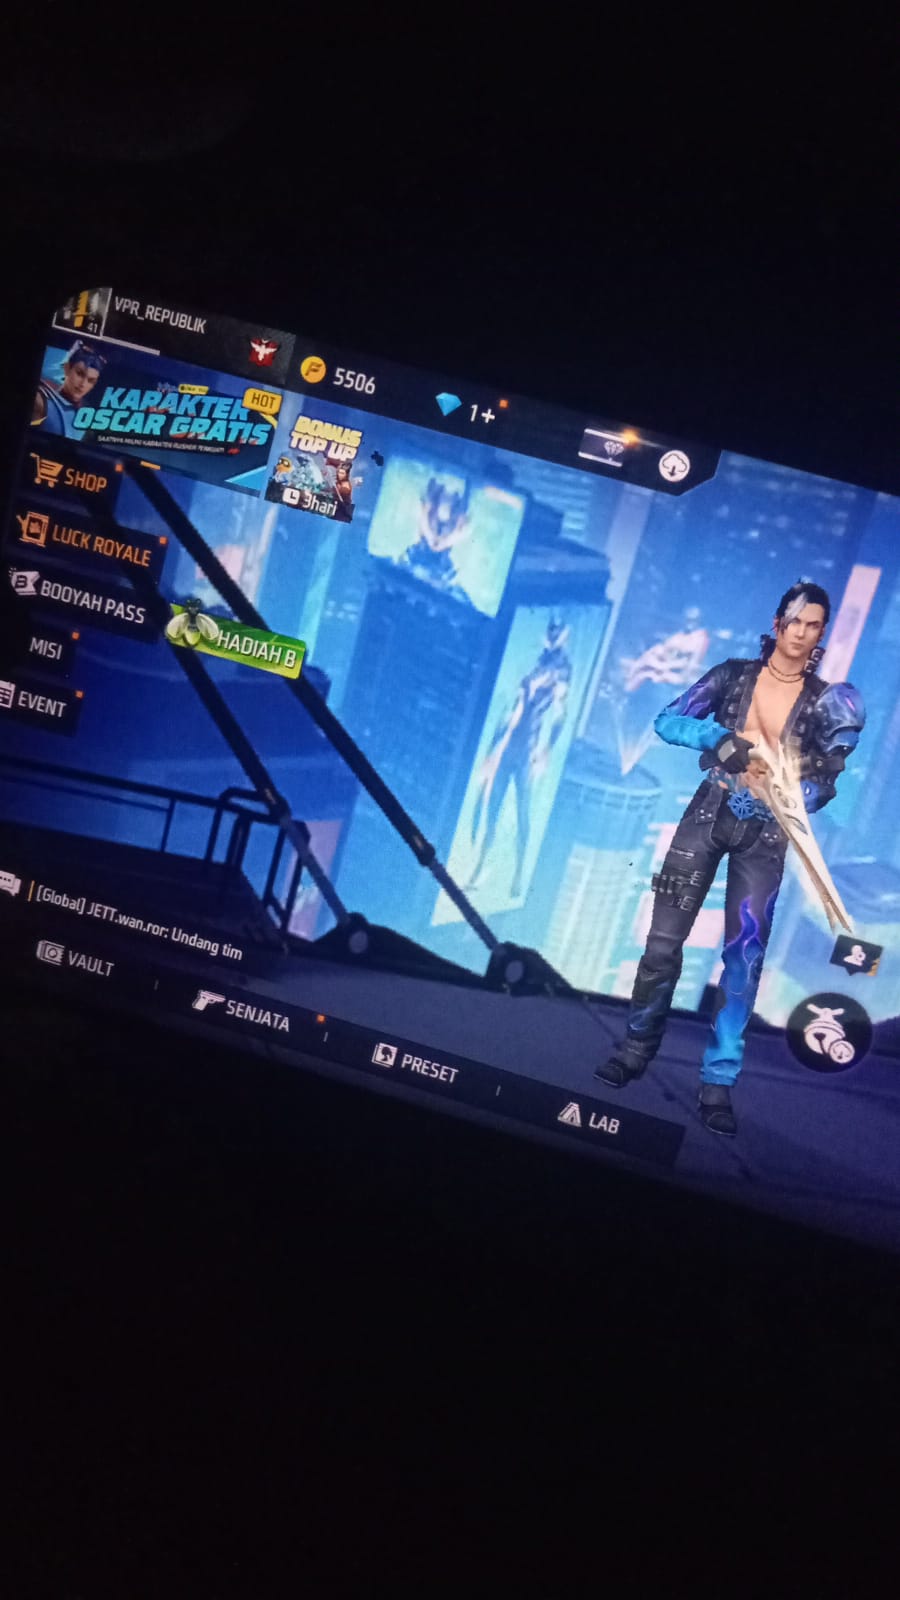 VPR_REPUBLIK
41
5506
1+
KARAKTER
OSCAR GRATIS
HOT
BONUS
TOP UP
3hari
SHOP
LUCK ROYALE
BOOYAH PASS
HADIAH B
MISI
EVENT
[Global] JETT.wan.ror: Undang tim
VAULT
SENJATA
PRESET
LAB